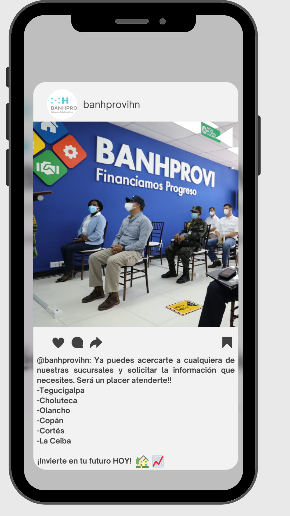 BANHPRO
banhprovihn
BANHPROVI
Financiamos Progreso
@banhprovihn: Ya puedes acercarte a cualquiera de
nuestras sucursales y solicitar la información que
necesites. Será un placer atenderte!!
-Tegucigalpa
-Choluteca
-Olancho
-Copán
-Cortés
-La Ceiba
¡Invierte en tu futuro HOY!